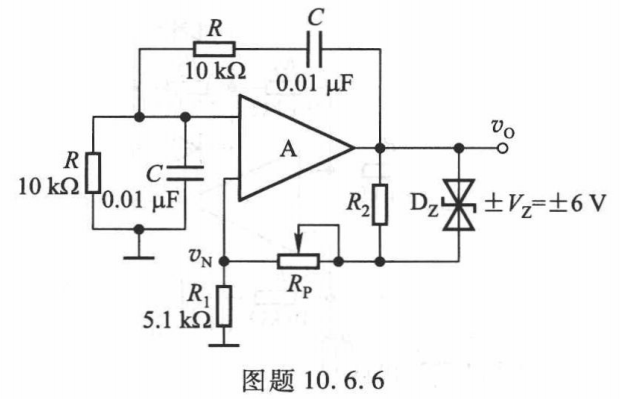 C
R
10 kΩ
0.01 μF
A
v_O
R
10 kΩ
C
0.01 μF
R_2
D_Z
±V_Z=±6 V
v_N
R_P
R_1
5.1 kΩ
图题 10.6.6